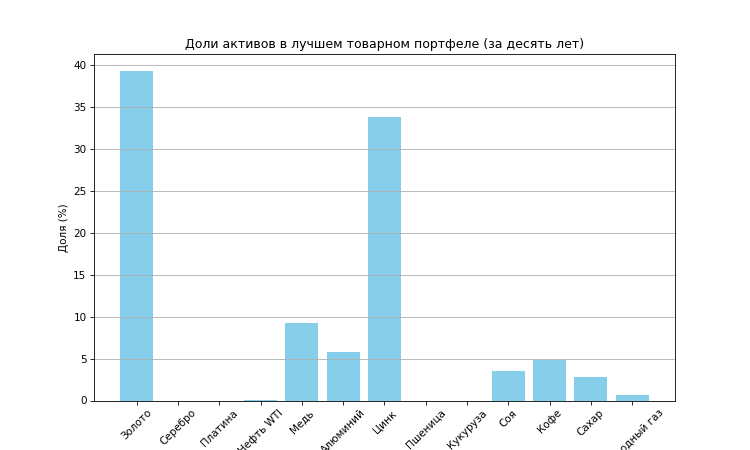 Доли активов в лучшем товарном портфеле (за десять лет)
Доля (%)
40
35
30
25
20
15
10
5
0
Золото
Серебро
Платина
Нефть WTI
Медь
Алюминий
Цинк
Пшеница
Кукуруза
Соя
Кофе
Сахар
газ